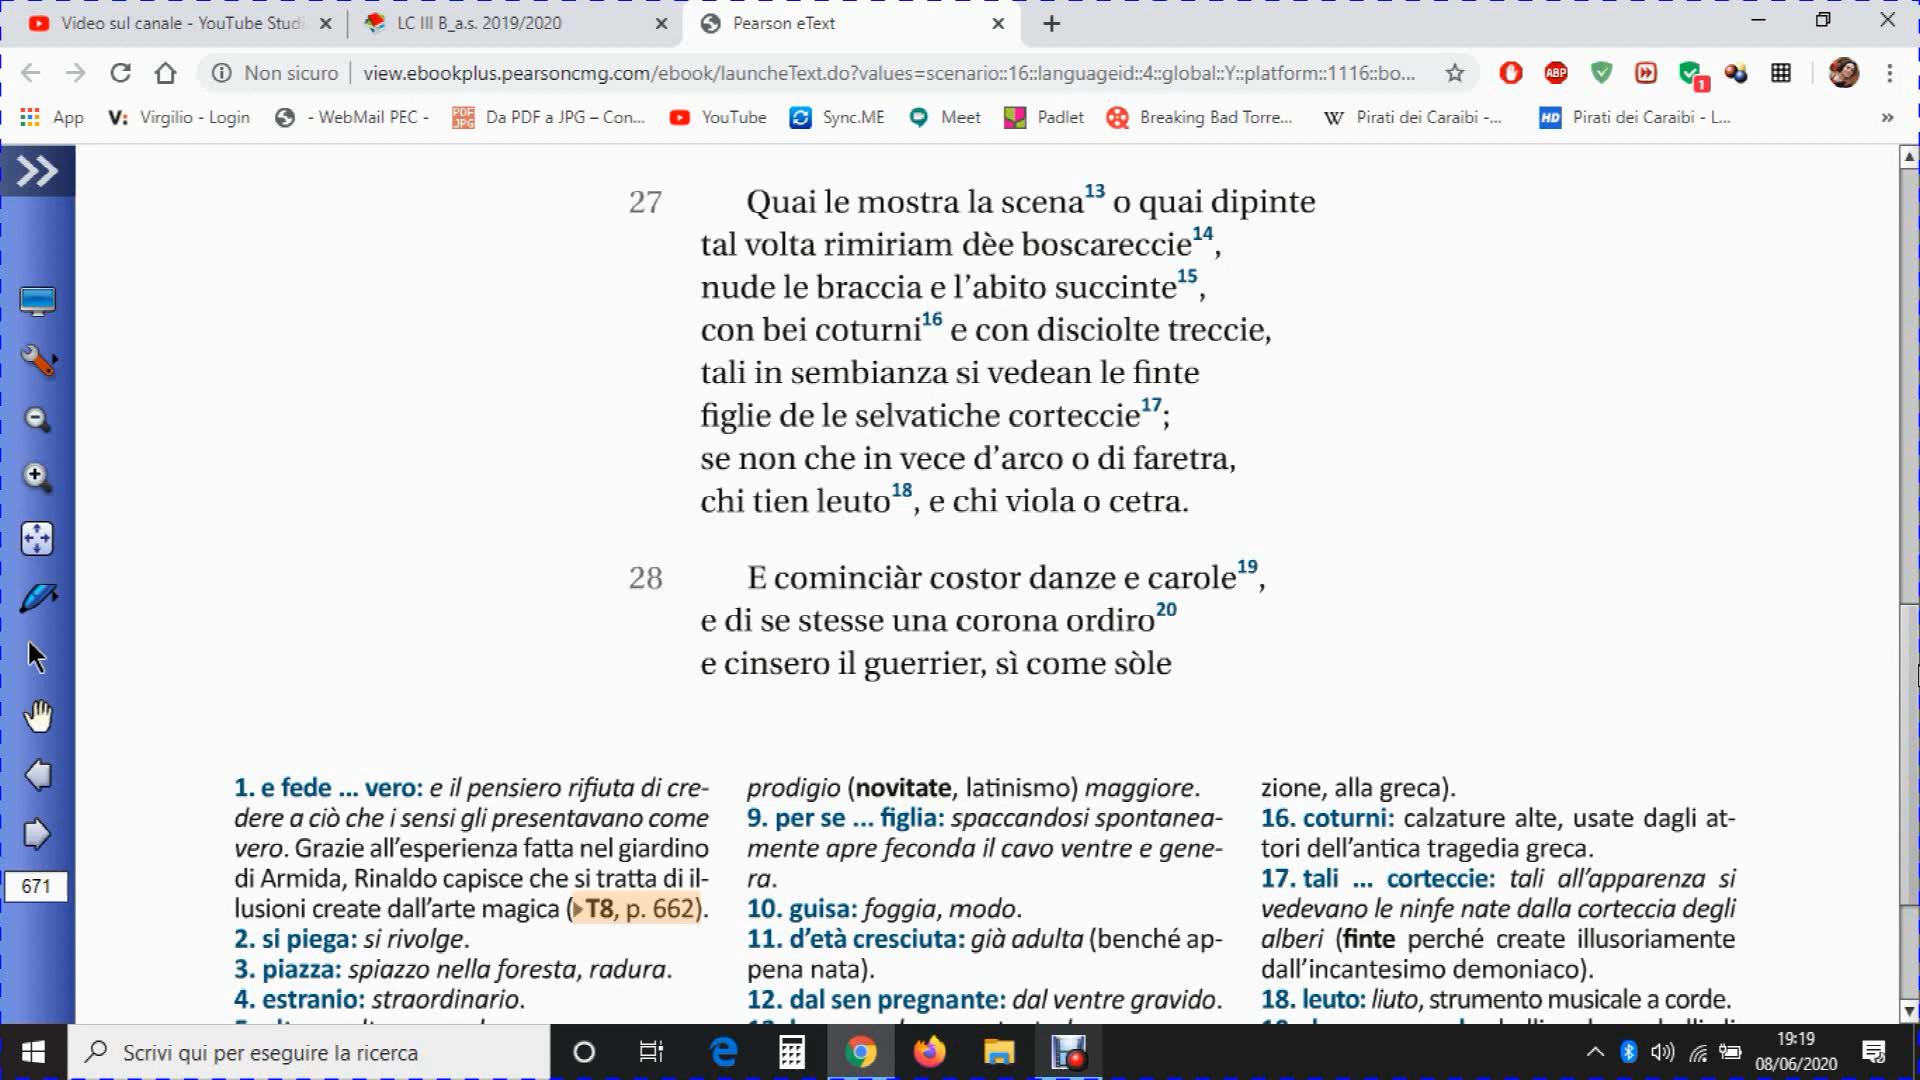 Video sul canale - YouTube Studi
LC III B_a.s. 2019/2020
Pearson eText
Non sicuro
view.ebookplus.pearsoncmg.com/ebook/launcheText.do?values=scenario::16::languageid::4::global::Y::platform::1116::bo...
ABP
1
App
Virgilio - Login
- WebMail PEC -
Da PDF a JPG – Con...
YouTube
Sync.ME
Meet
Padlet
Breaking Bad Torre...
Pirati dei Caraibi -...
HD
Pirati dei Caraibi - L...
27 Quai le mostra la scena13 o quai dipinte
tal volta rimiriam dèe boscareccie14,
nude le braccia e l'abito succinte15,
con bei coturni16 e con disciolte treccie,
tali in sembianza si vedean le finte
figlie de le selvatiche corteccie17;
se non che in vece d'arco o di faretra,
chi tien leuto18, e chi viola o cetra.
28 E cominciàr costor danze e carole19,
e di se stesse una corona ordiro20
e cinsero il guerrier, sì come sòle
1. e fede ... vero: e il pensiero rifiuta di cre-
dere a ciò che i sensi gli presentavano come
vero. Grazie all'esperienza fatta nel giardino
di Armida, Rinaldo capisce che si tratta di il-
lusioni create dall'arte magica (▸T8, p. 662).
2. si piega: si rivolge.
3. piazza: spiazzo nella foresta, radura.
4. estranio: straordinario.
prodigio (novitate, latinismo) maggiore.
9. per se ... figlia: spaccandosi spontanea-
mente apre feconda il cavo ventre e gene-
ra.
10. guisa: foggia, modo.
11. d'età cresciuta: già adulta (benché ap-
pena nata).
12. dal sen pregnante: dal ventre gravido.
zione, alla greca).
16. coturni: calzature alte, usate dagli at-
tori dell'antica tragedia greca.
17. tali ... corteccie: tali all'apparenza si
vedevano le ninfe nate dalla corteccia degli
alberi (finte perché create illusoriamente
dall'incantesimo demoniaco).
18. leuto: liuto, strumento musicale a corde.
671
Scrivi qui per eseguire la ricerca
19:19
08/06/2020